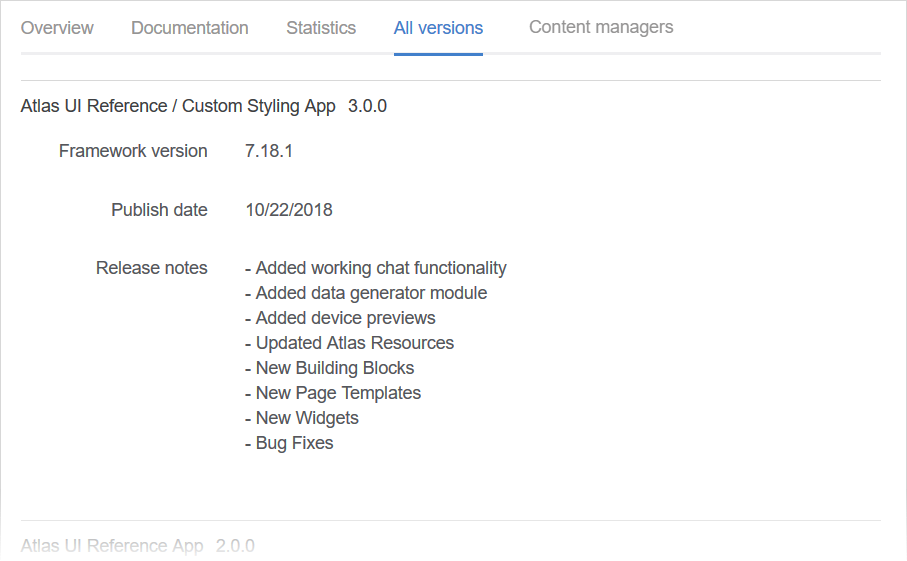 Overview Documentation Statistics All versions Content managers
Atlas UI Reference / Custom Styling App 3.0.0
Framework version 7.18.1
Publish date 10/22/2018
Release notes - Added working chat functionality
- Added data generator module
- Added device previews
- Updated Atlas Resources
- New Building Blocks
- New Page Templates
- New Widgets
- Bug Fixes
Atlas UI Reference App 2.0.0